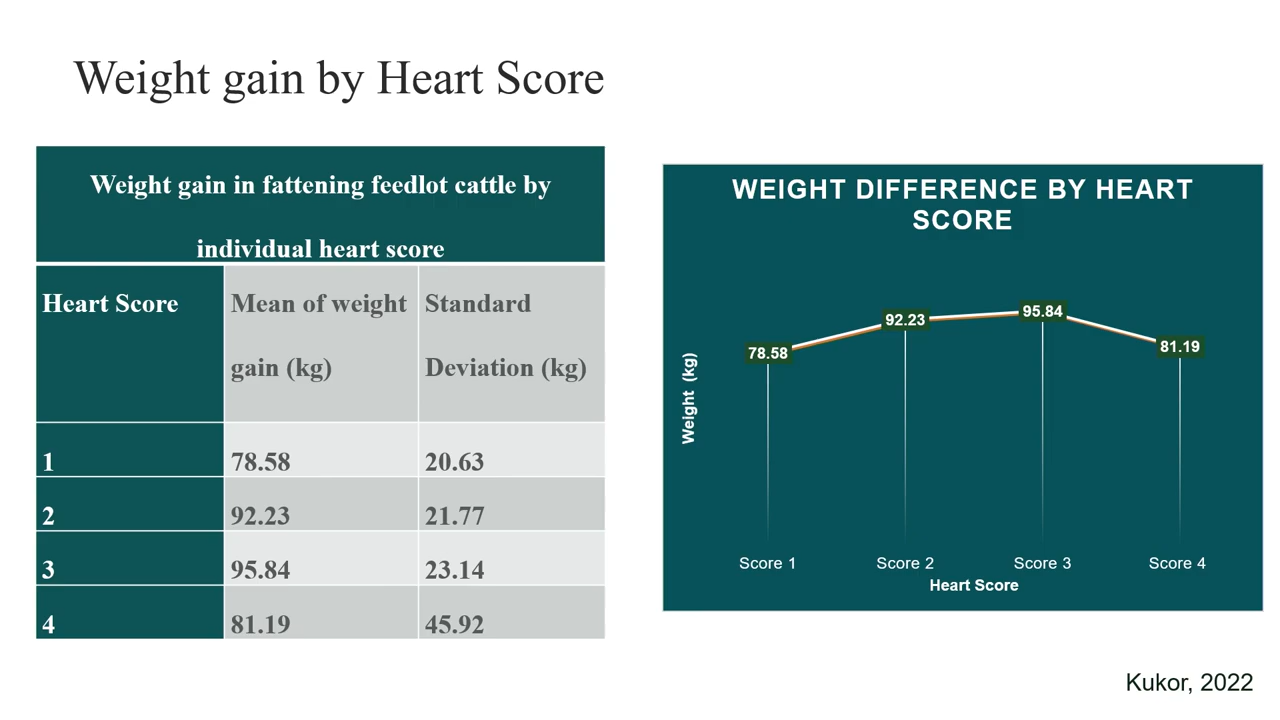 Weight gain by Heart Score
Weight gain in fattening feedlot cattle by
individual heart score
Heart Score
Mean of weight
gain (kg)
Standard
Deviation (kg)
1 78.58 20.63
2 92.23 21.77
3 95.84 23.14
4 81.19 45.92
WEIGHT DIFFERENCE BY HEART
SCORE
Weight (kg)
78.58
92.23
95.84
81.19
Score 1 Score 2 Score 3 Score 4
Heart Score
Kukor, 2022